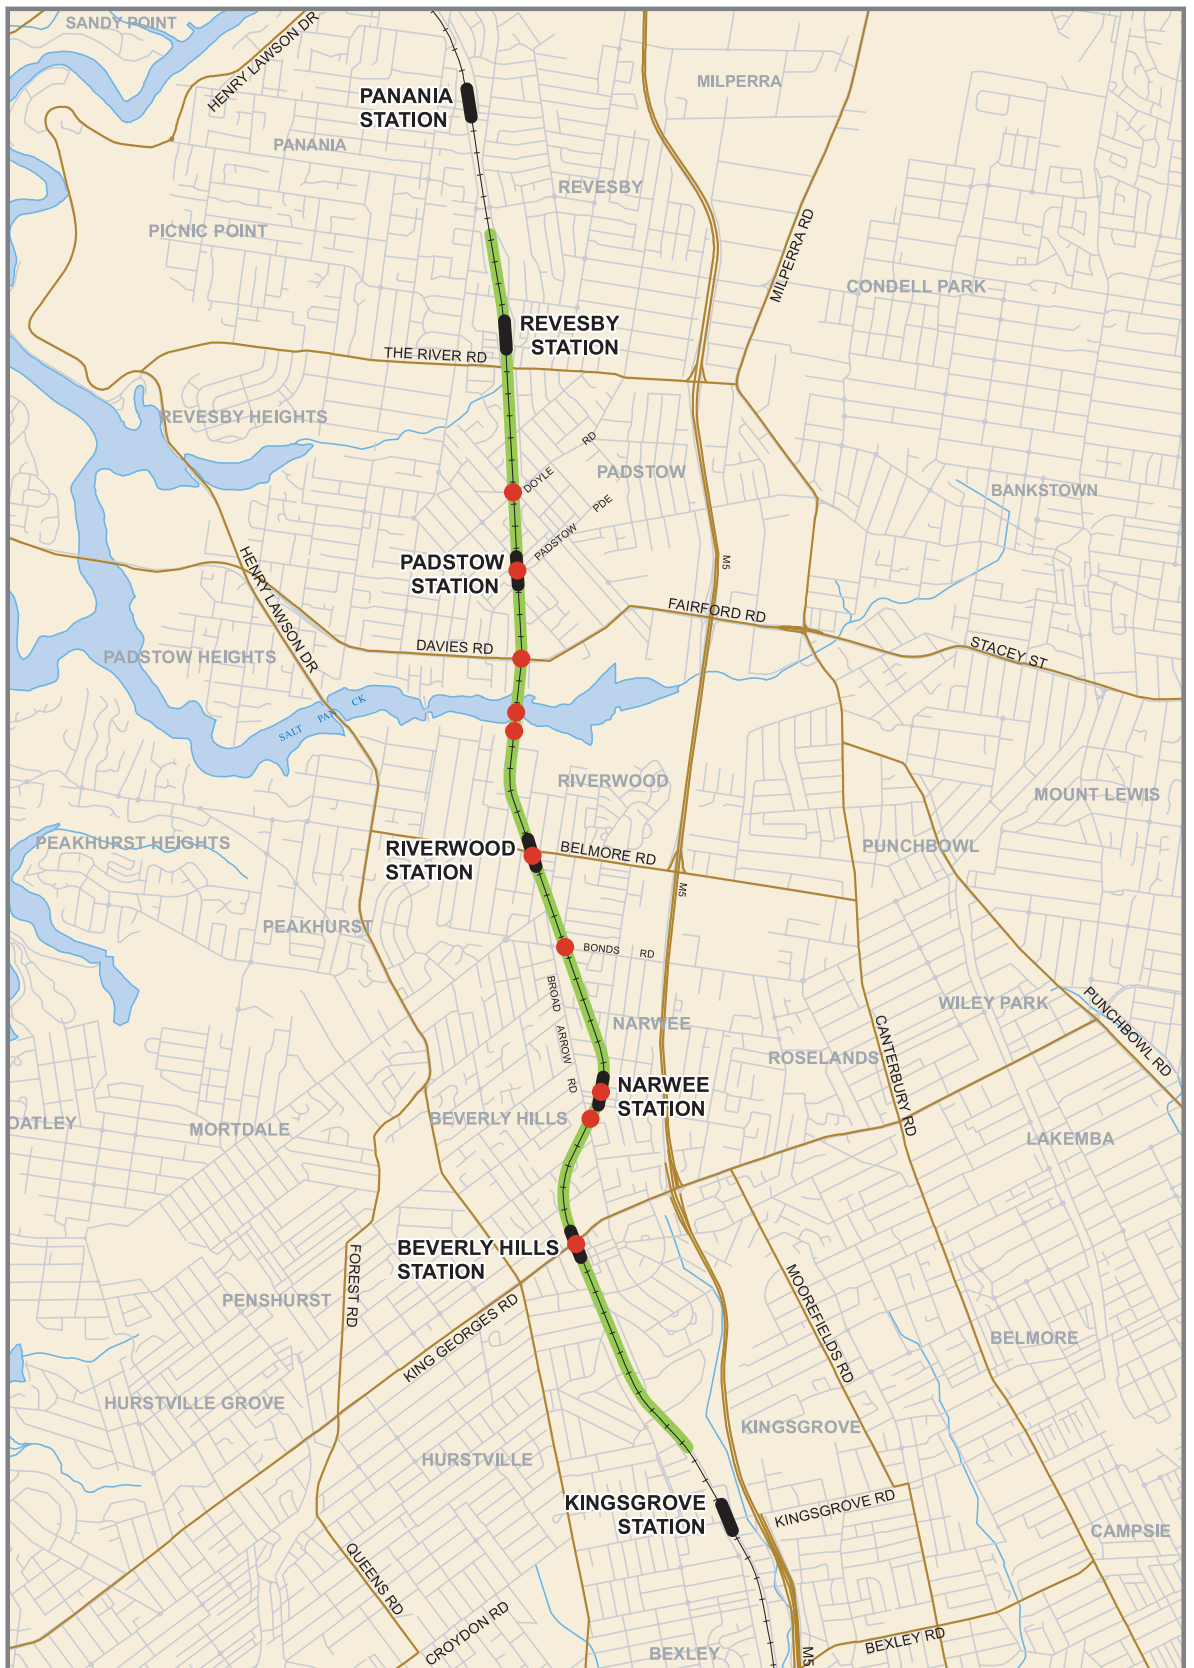 SANDY POINT
HENRY LAWSON DR
MILPERRA
PANANIA
STATION
PANANIA
REVESBY
PICNIC POINT
MILPERRA RD
CONDELL PARK
REVESBY
STATION
THE RIVER RD
REVESBY HEIGHTS
DOYLE RD
PADSTOW
BANKSTOWN
PADSTOW PDE
PADSTOW
STATION
HENRY LAWSON DR
M5
FAIRFORD RD
DAVIES RD
STACEY ST
PADSTOW HEIGHTS
SALT PAN CK
RIVERWOOD
MOUNT LEWIS
PEAKHURST HEIGHTS
RIVERWOOD
STATION
BELMORE RD
PUNCHBOWL
M5
PEAKHURST
BONDS RD
BROAD ARROW RD
NARWEE
WILEY PARK
PUNCHBOWL RD
CANTERBURY RD
ROSELANDS
NARWEE
STATION
OATLEY
MORTDALE
BEVERLY HILLS
LAKEMBA
BEVERLY HILLS
STATION
FOREST RD
PENSHURST
KING GEORGES RD
MOOREFIELDS RD
BELMORE
HURSTVILLE GROVE
KINGSGROVE
HURSTVILLE
KINGSGROVE
STATION
KINGSGROVE RD
CAMPSIE
QUEENS RD
CROYDON RD
BEXLEY
M5
BEXLEY RD